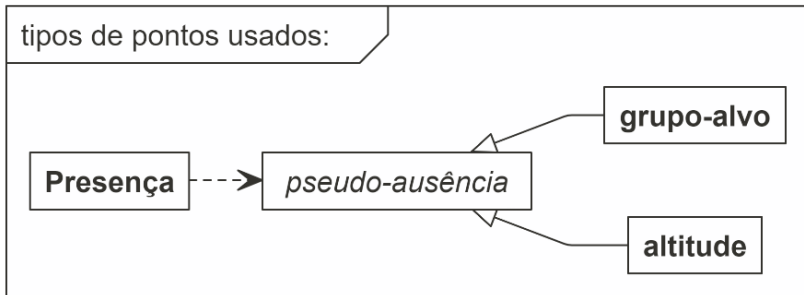 tipos de pontos usados:
grupo-alvo
Presença
pseudo-ausência
altitude